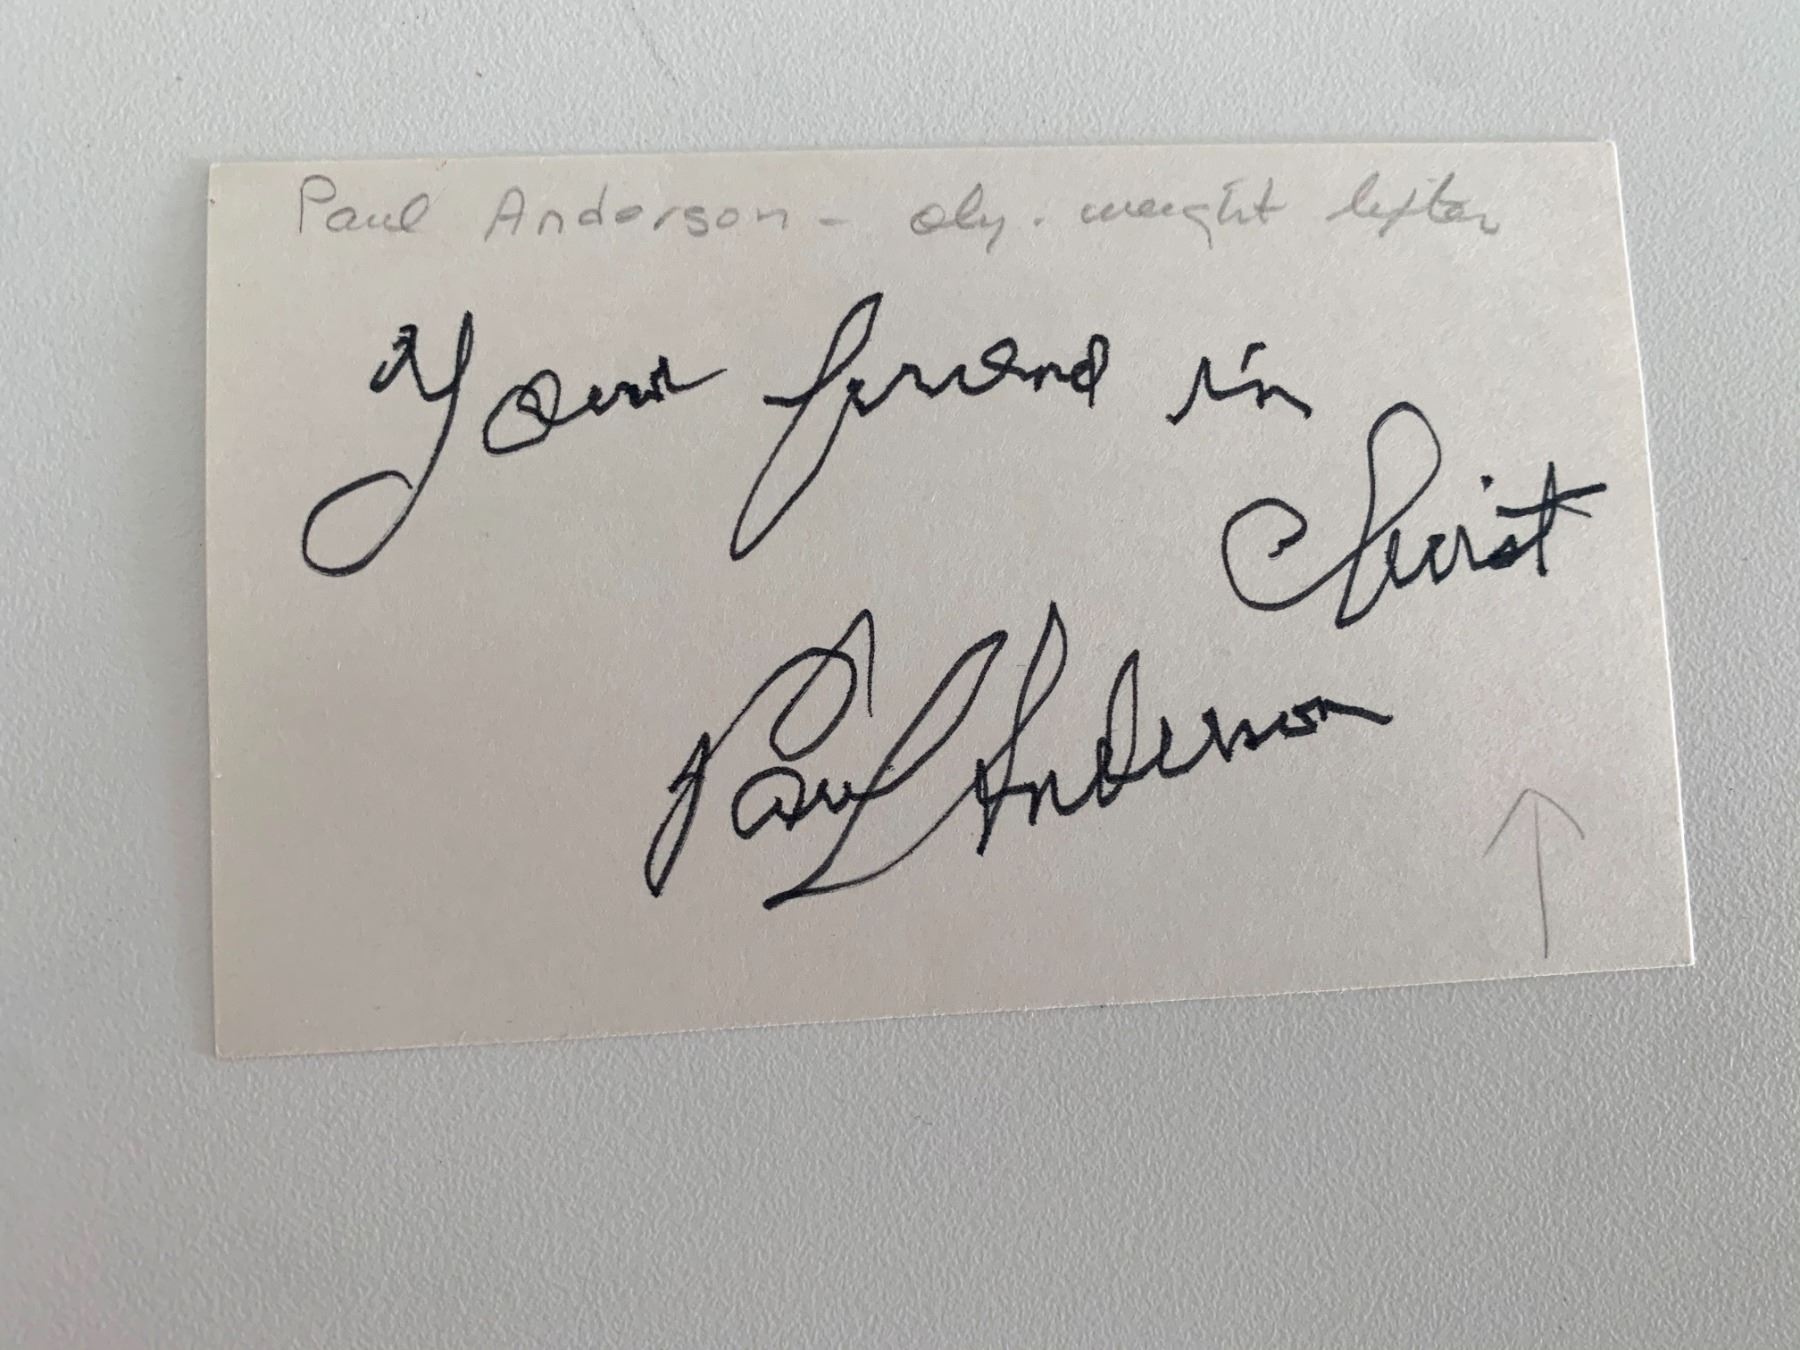 Paul Anderson - oly. weight lifter
Your friend in
Christ
Paul Anderson